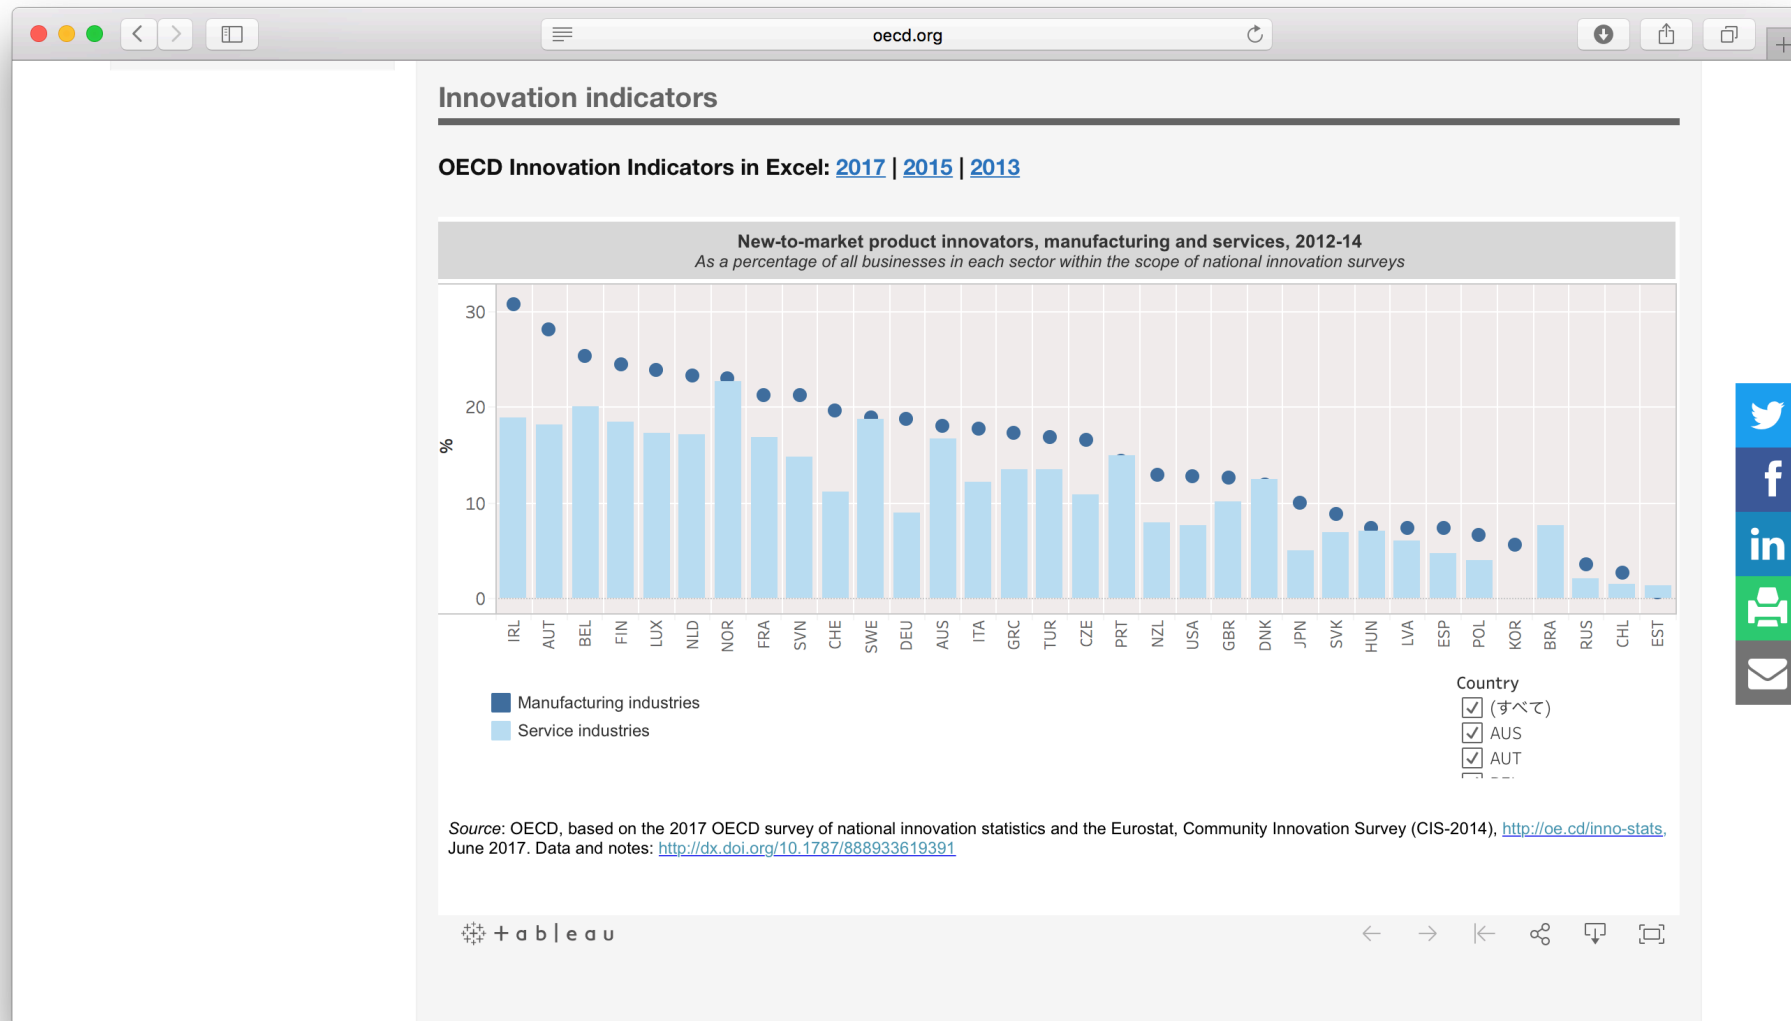 oecd.org
Innovation indicators
OECD Innovation Indicators in Excel: 2017 | 2015 | 2013
New-to-market product innovators, manufacturing and services, 2012-14
As a percentage of all businesses in each sector within the scope of national innovation surveys
30
20
%
10
0
IRL AUT BEL FIN LUX NLD NOR FRA SVN CHE SWE DEU AUS ITA GRC TUR CZE PRT NZL USA GBR DNK JPN SVK HUN LVA ESP POL KOR BRA RUS CHL EST
Manufacturing industries
Service industries
Country
(すべて)
AUS
AUT
Source: OECD, based on the 2017 OECD survey of national innovation statistics and the Eurostat, Community Innovation Survey (CIS-2014), http://oe.cd/inno-stats,
June 2017. Data and notes: http://dx.doi.org/10.1787/888933619391
+ableau
f
in